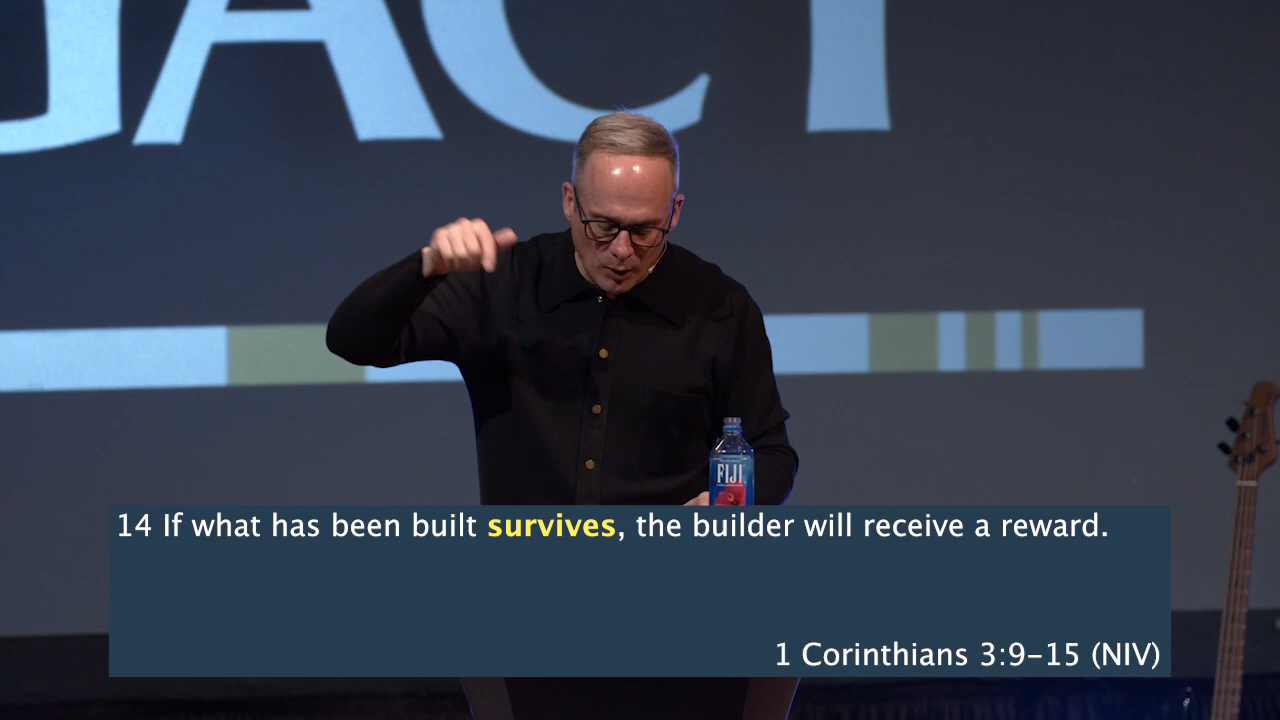 GACY
FIJI
14 If what has been built survives, the builder will receive a reward.
1 Corinthians 3:9–15 (NIV)